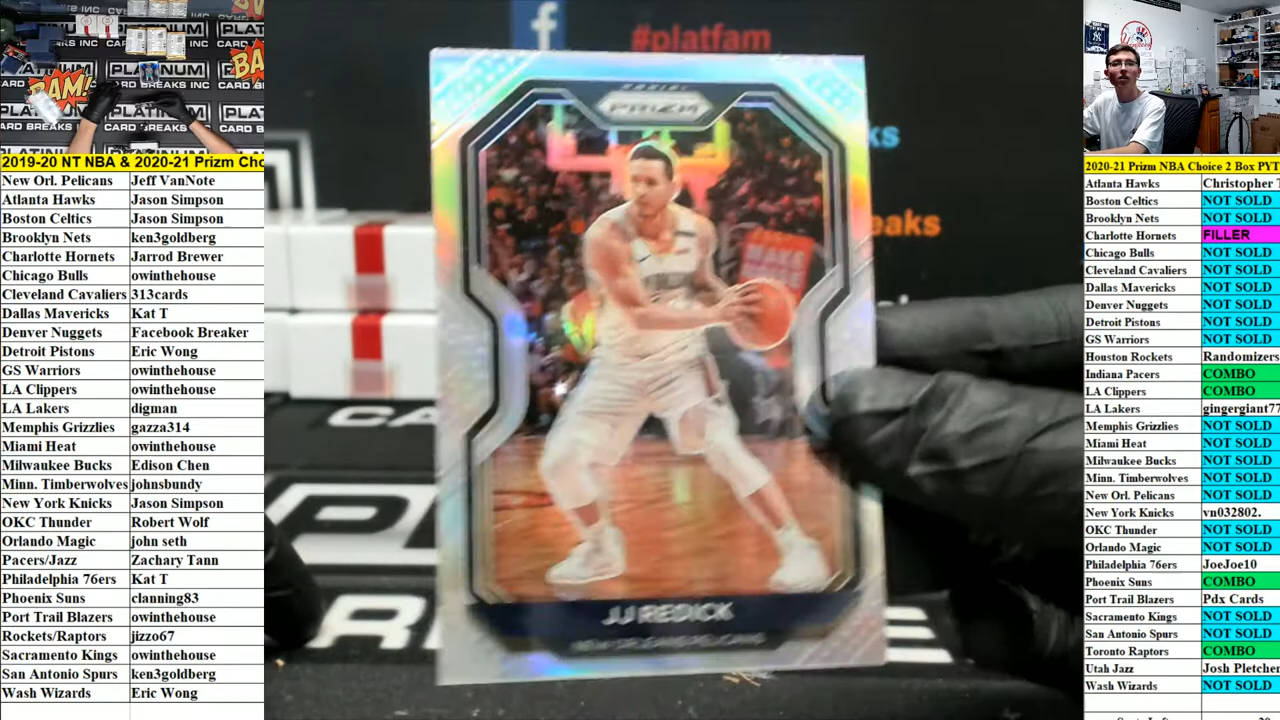 PLATINUM
CARD BREAKS INC
BAM!
#platfam
PANINI
PRIZM
JJ REDICK
2019-20 NT NBA & 2020-21 Prizm Cho
New Orl. Pelicans Jeff VanNote
Atlanta Hawks Jason Simpson
Boston Celtics Jason Simpson
Brooklyn Nets ken3goldberg
Charlotte Hornets Jarrod Brewer
Chicago Bulls owinthehouse
Cleveland Cavaliers 313cards
Dallas Mavericks Kat T
Denver Nuggets Facebook Breaker
Detroit Pistons Eric Wong
GS Warriors owinthehouse
LA Clippers owinthehouse
LA Lakers digman
Memphis Grizzlies gazza314
Miami Heat owinthehouse
Milwaukee Bucks Edison Chen
Minn. Timberwolves johnsbundy
New York Knicks Jason Simpson
OKC Thunder Robert Wolf
Orlando Magic john seth
Pacers/Jazz Zachary Tann
Philadelphia 76ers Kat T
Phoenix Suns clanning83
Port Trail Blazers owinthehouse
Rockets/Raptors jizzo67
Sacramento Kings owinthehouse
San Antonio Spurs ken3goldberg
Wash Wizards Eric Wong
2020-21 Prizm NBA Choice 2 Box PYT
Atlanta Hawks Christopher T
Boston Celtics NOT SOLD
Brooklyn Nets NOT SOLD
Charlotte Hornets FILLER
Chicago Bulls NOT SOLD
Cleveland Cavaliers NOT SOLD
Dallas Mavericks NOT SOLD
Denver Nuggets NOT SOLD
Detroit Pistons NOT SOLD
GS Warriors NOT SOLD
Houston Rockets Randomizers
Indiana Pacers COMBO
LA Clippers COMBO
LA Lakers gingergiant77
Memphis Grizzlies NOT SOLD
Miami Heat NOT SOLD
Milwaukee Bucks NOT SOLD
Minn. Timberwolves NOT SOLD
New Orl. Pelicans NOT SOLD
New York Knicks vn032802.
OKC Thunder NOT SOLD
Orlando Magic NOT SOLD
Philadelphia 76ers JoeJoe10
Phoenix Suns COMBO
Port Trail Blazers Pdx Cards
Sacramento Kings NOT SOLD
San Antonio Spurs NOT SOLD
Toronto Raptors COMBO
Utah Jazz Josh Pletcher
Wash Wizards NOT SOLD